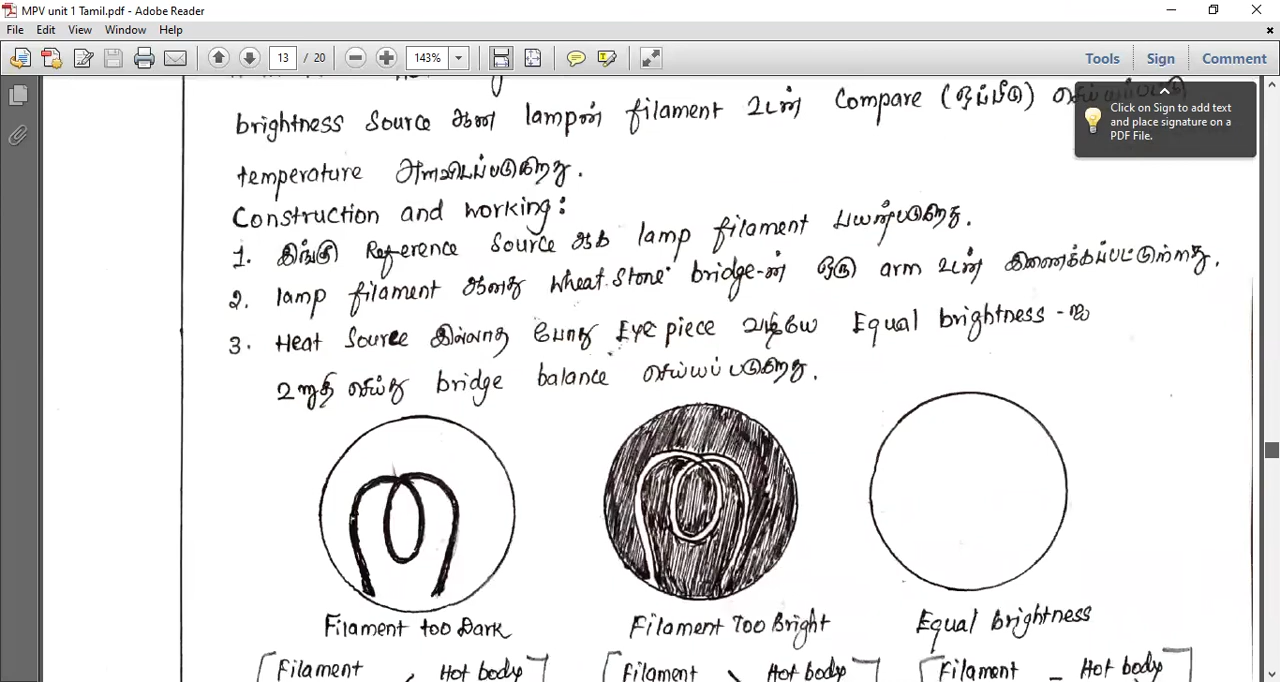 MPV unit 1 Tamil.pdf - Adobe Reader
File Edit View Window Help
13 / 20 143% Tools Sign Comment
Click on Sign to add text
and place signature on a
PDF File.
brightness source ஆன lampன் filament உடன் Compare (ஒப்பீடு)
temperature அளவிடப்படுகிறது.
Construction and working:
1. இங்கு Reference Source ஆக lamp filament பயன்படுகிறது.
2. lamp filament ஆனது Wheat.Stone bridge-ன் ஒரு arm உடன் இணைக்கப்பட்டுள்ளது.
3. Heat Source இல்லாத போது Eye piece வழியே Equal brightness -ஐ
உறுதி செய்து bridge balance செய்யப்படுகிறது.
Filament too Dark Filament Too Bright Equal brightness
[Filament Hot body] [Filament Hot body] [Filament = Hot body]